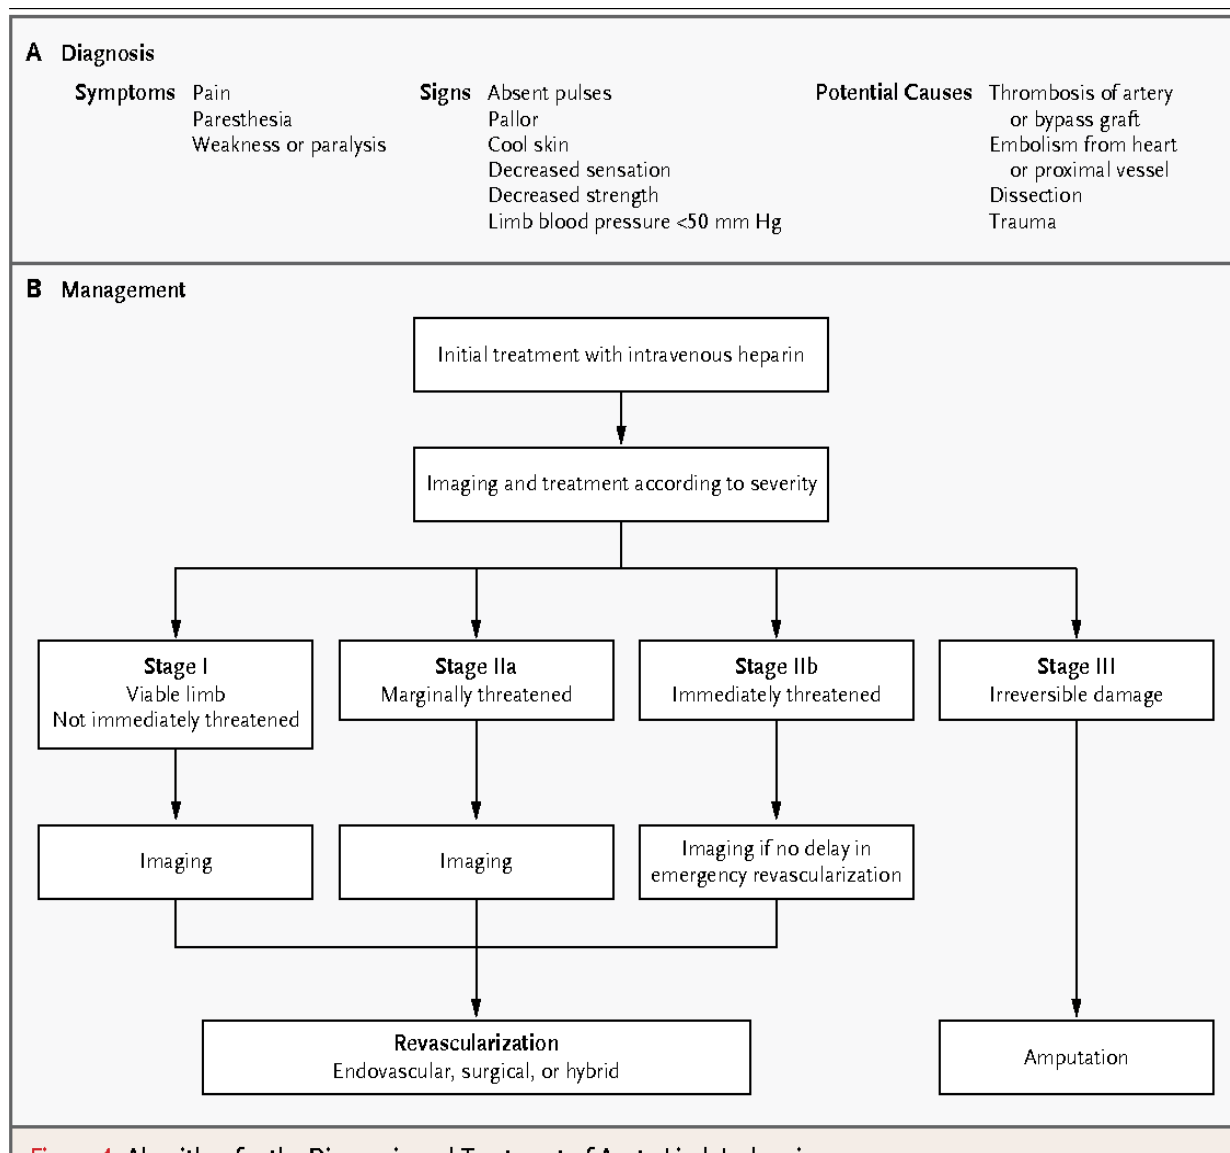 A Diagnosis
Symptoms Pain
Paresthesia
Weakness or paralysis
Signs Absent pulses
Pallor
Cool skin
Decreased sensation
Decreased strength
Limb blood pressure <50 mm Hg
Potential Causes Thrombosis of artery
or bypass graft
Embolism from heart
or proximal vessel
Dissection
Trauma
B Management
Initial treatment with intravenous heparin
Imaging and treatment according to severity
Stage I
Viable limb
Not immediately threatened
Stage IIa
Marginally threatened
Stage IIb
Immediately threatened
Stage III
Irreversible damage
Imaging
Imaging
Imaging if no delay in
emergency revascularization
Revascularization
Endovascular, surgical, or hybrid
Amputation